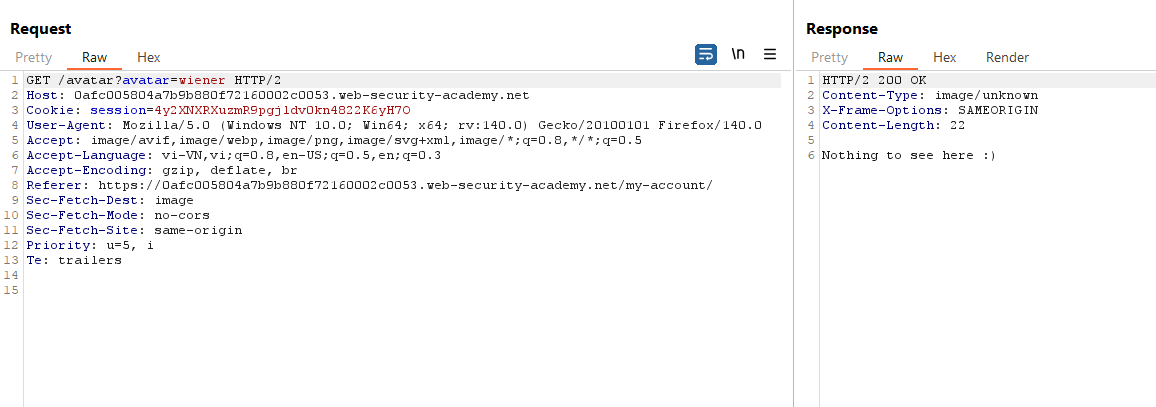 Request
Pretty Raw Hex
\n
1 GET /avatar?avatar=wiener HTTP/2
2 Host: 0afc005804a7b9b880f72160002c0053.web-security-academy.net
3 Cookie: session=4y2XNXRXuzmR9pgjldvOkn4822K6yH7O
4 User-Agent: Mozilla/5.0 (Windows NT 10.0; Win64; x64; rv:140.0) Gecko/20100101 Firefox/140.0
5 Accept: image/avif,image/webp,image/png,image/svg+xml,image/*;q=0.8,*/*;q=0.5
6 Accept-Language: vi-VN,vi;q=0.8,en-US;q=0.5,en;q=0.3
7 Accept-Encoding: gzip, deflate, br
8 Referer: https://0afc005804a7b9b880f72160002c0053.web-security-academy.net/my-account/
9 Sec-Fetch-Dest: image
10 Sec-Fetch-Mode: no-cors
11 Sec-Fetch-Site: same-origin
12 Priority: u=5, i
13 Te: trailers
14
15
Response
Pretty Raw Hex Render
1 HTTP/2 200 OK
2 Content-Type: image/unknown
3 X-Frame-Options: SAMEORIGIN
4 Content-Length: 22
5
6 Nothing to see here :)